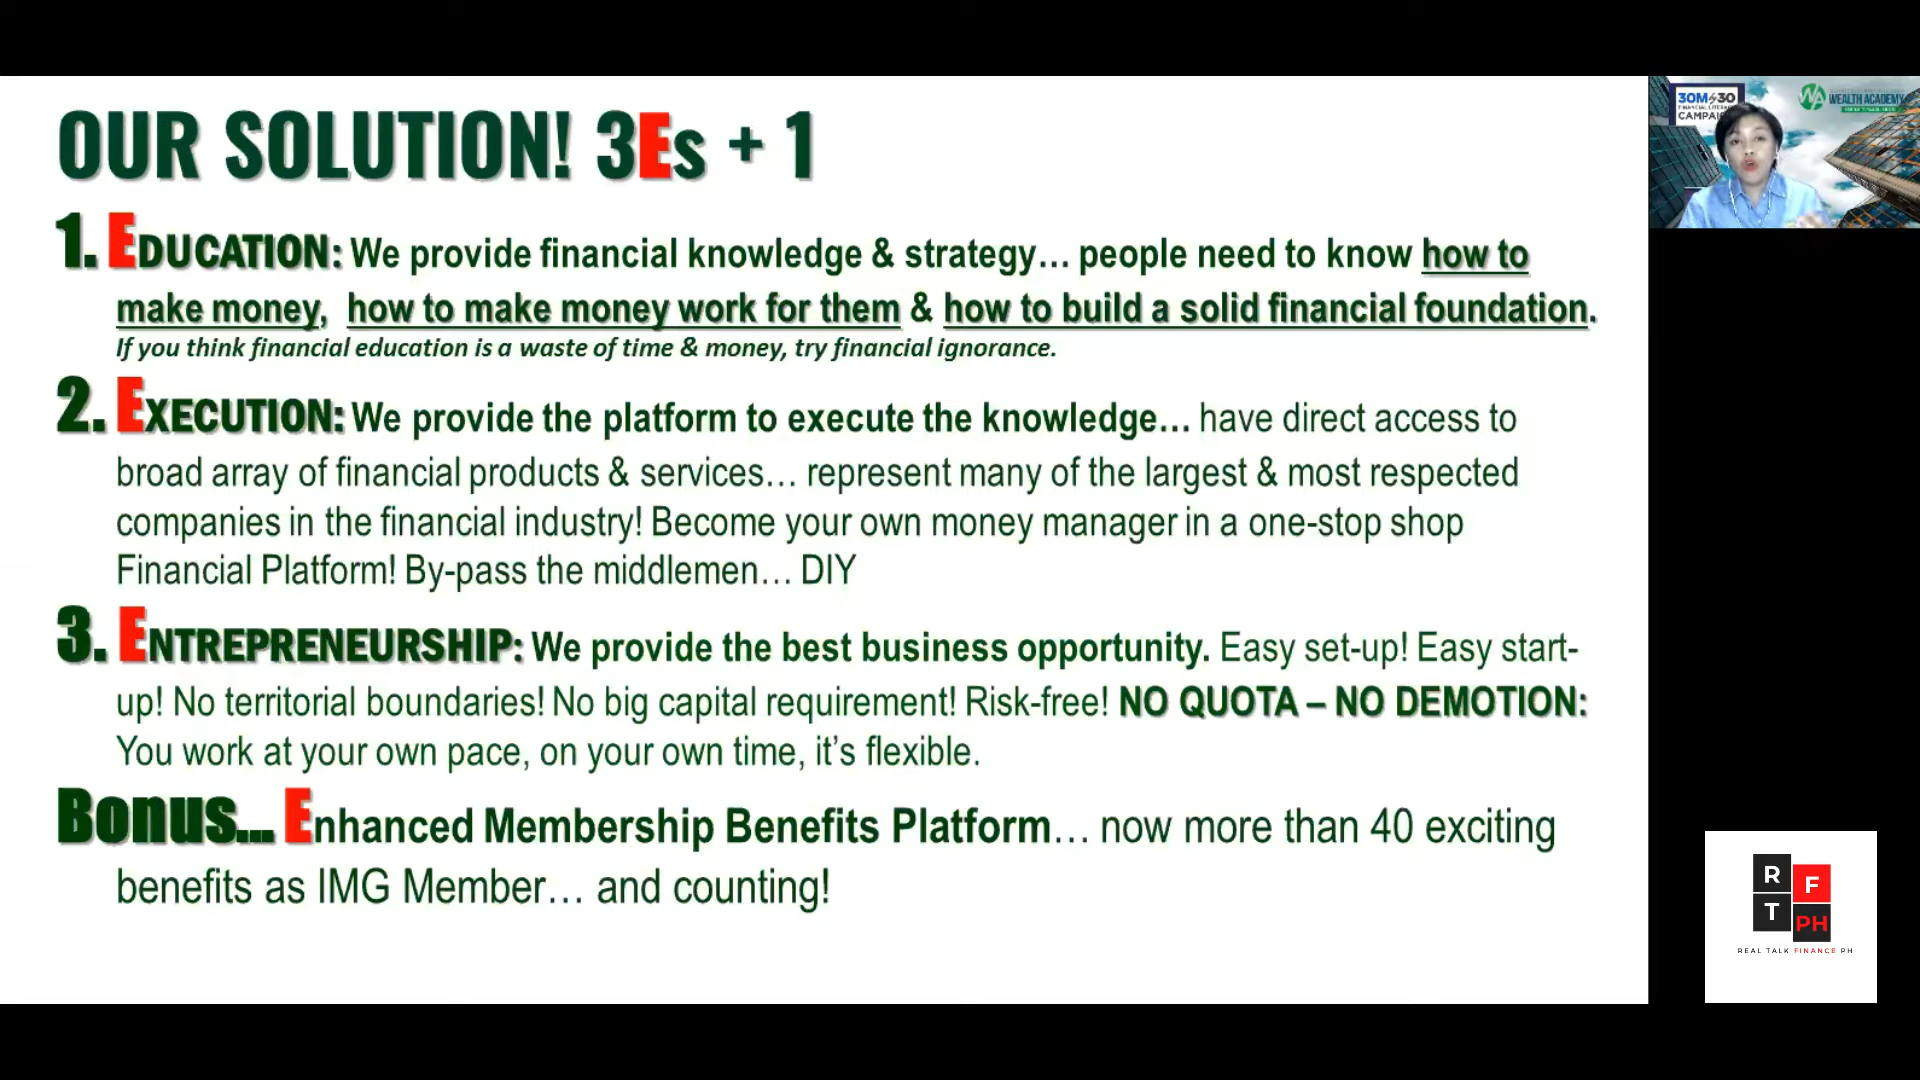 OUR SOLUTION! 3Es + 1
1. EDUCATION: We provide financial knowledge & strategy... people need to know how to
make money, how to make money work for them & how to build a solid financial foundation.
If you think financial education is a waste of time & money, try financial ignorance.
2. EXECUTION: We provide the platform to execute the knowledge... have direct access to
broad array of financial products & services... represent many of the largest & most respected
companies in the financial industry! Become your own money manager in a one-stop shop
Financial Platform! By-pass the middlemen... DIY
3. ENTREPRENEURSHIP: We provide the best business opportunity. Easy set-up! Easy start-
up! No territorial boundaries! No big capital requirement! Risk-free! NO QUOTA – NO DEMOTION:
You work at your own pace, on your own time, it's flexible.
Bonus... Enhanced Membership Benefits Platform... now more than 40 exciting
benefits as IMG Member... and counting!
30M by 30
FINANCIAL LITERACY
CAMPAIGN
WA
WEALTH ACADEMY
R F
T PH
REAL TALK FINANCE PH